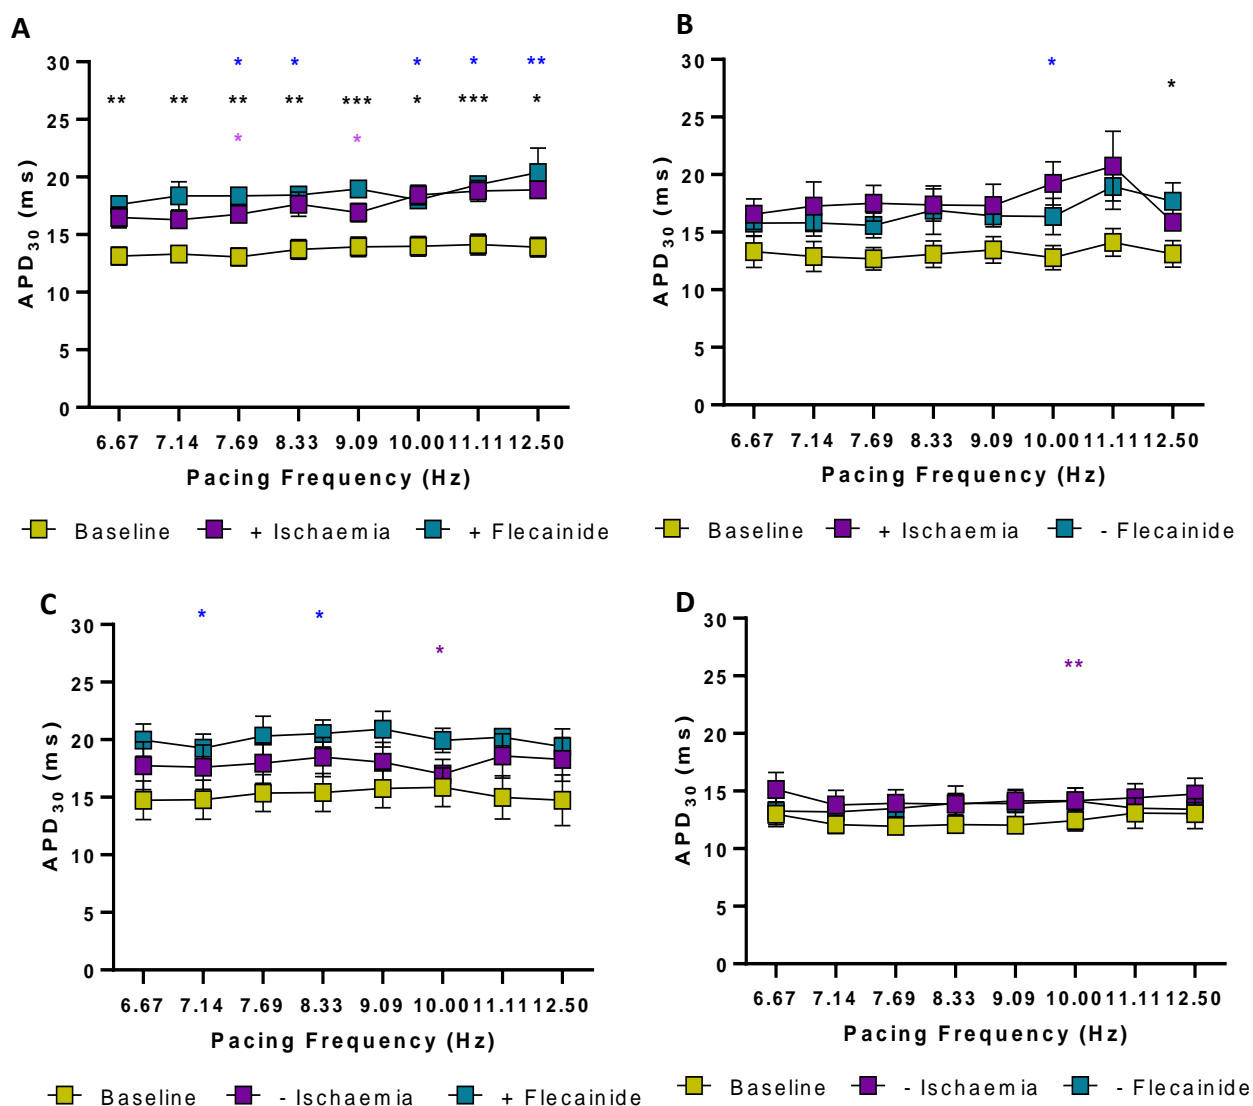 A
30
25
20
15
10
5
0
APD30 (ms)
* * * * **
** ** ** ** *** * *** *
* *
6.67 7.14 7.69 8.33 9.09 10.00 11.11 12.50
Pacing Frequency (Hz)
Baseline + Ischaemia + Flecainide
B
30
25
20
15
10
5
0
APD30 (ms)
*
*
6.67 7.14 7.69 8.33 9.09 10.00 11.11 12.50
Pacing Frequency (Hz)
Baseline + Ischaemia - Flecainide
C
30
25
20
15
10
5
0
APD30 (ms)
* *
*
6.67 7.14 7.69 8.33 9.09 10.00 11.11 12.50
Pacing Frequency (Hz)
Baseline - Ischaemia + Flecainide
D
30
25
20
15
10
5
0
APD30 (ms)
**
6.67 7.14 7.69 8.33 9.09 10.00 11.11 12.50
Pacing Frequency (Hz)
Baseline - Ischaemia - Flecainide